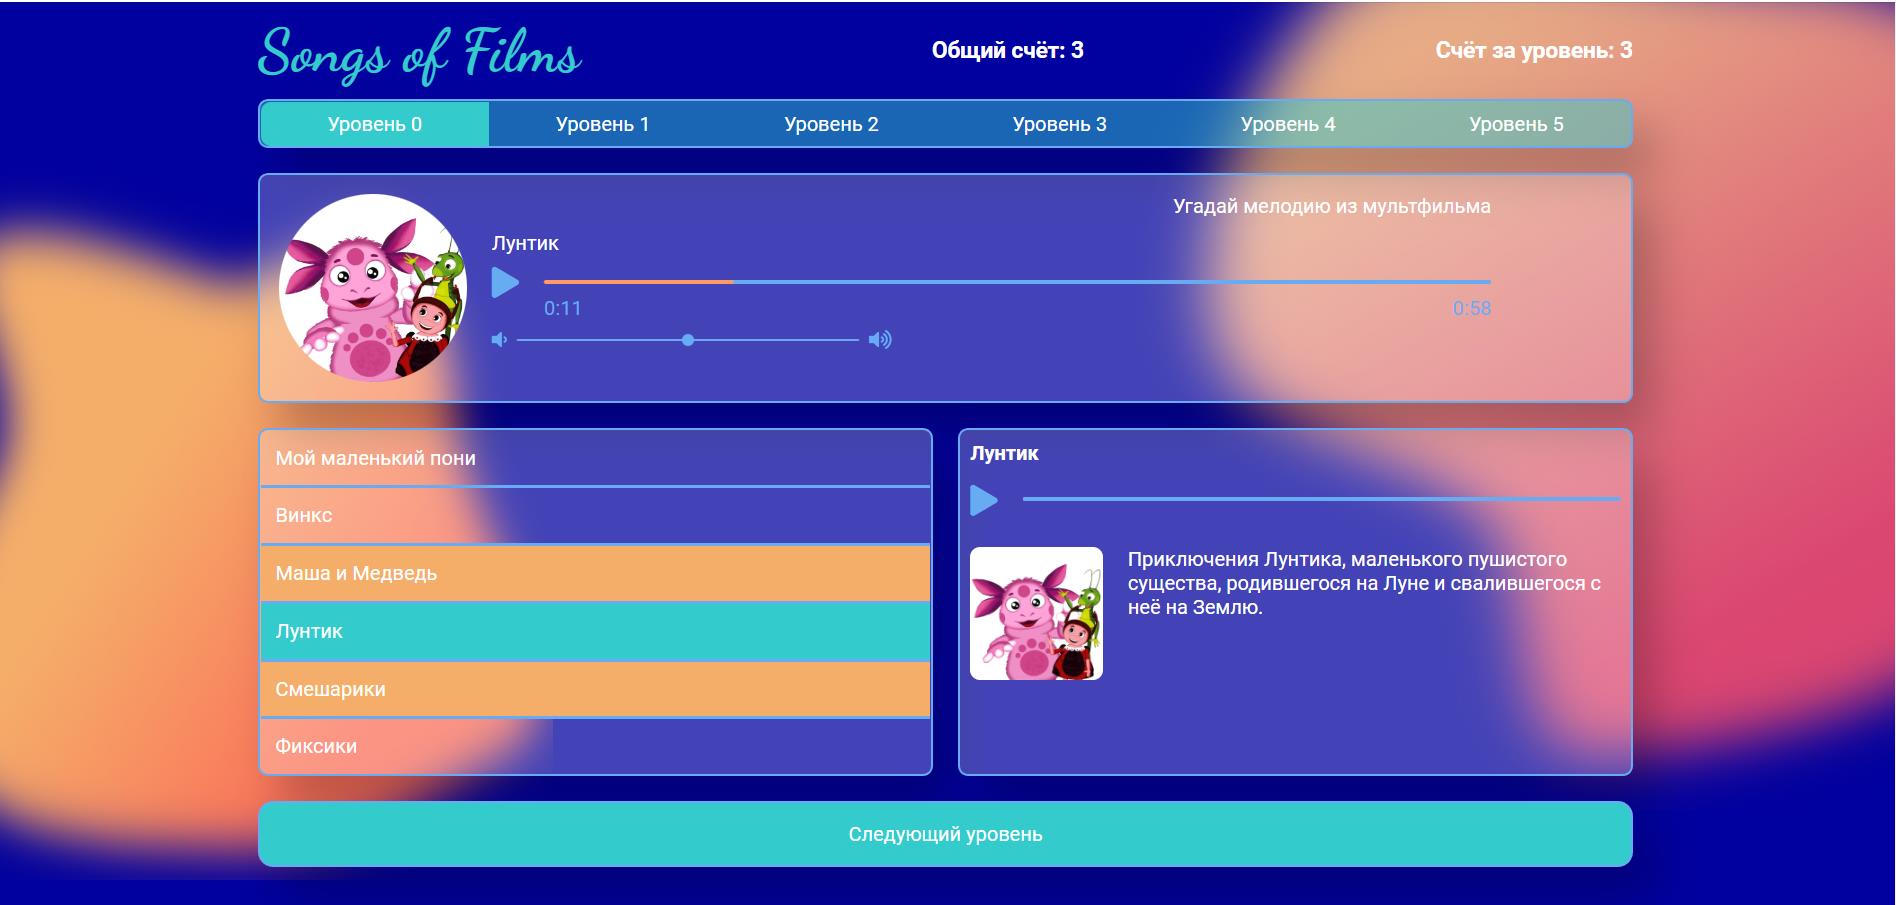 Songs of Films
Общий счёт: 3
Счёт за уровень: 3
Уровень 0
Уровень 1
Уровень 2
Уровень 3
Уровень 4
Уровень 5
Угадай мелодию из мультфильма
Лунтик
0:11
0:58
Мой маленький пони
Винкс
Маша и Медведь
Лунтик
Смешарики
Фиксики
Лунтик
Приключения Лунтика, маленького пушистого
существа, родившегося на Луне и свалившегося с
неё на Землю.
Следующий уровень